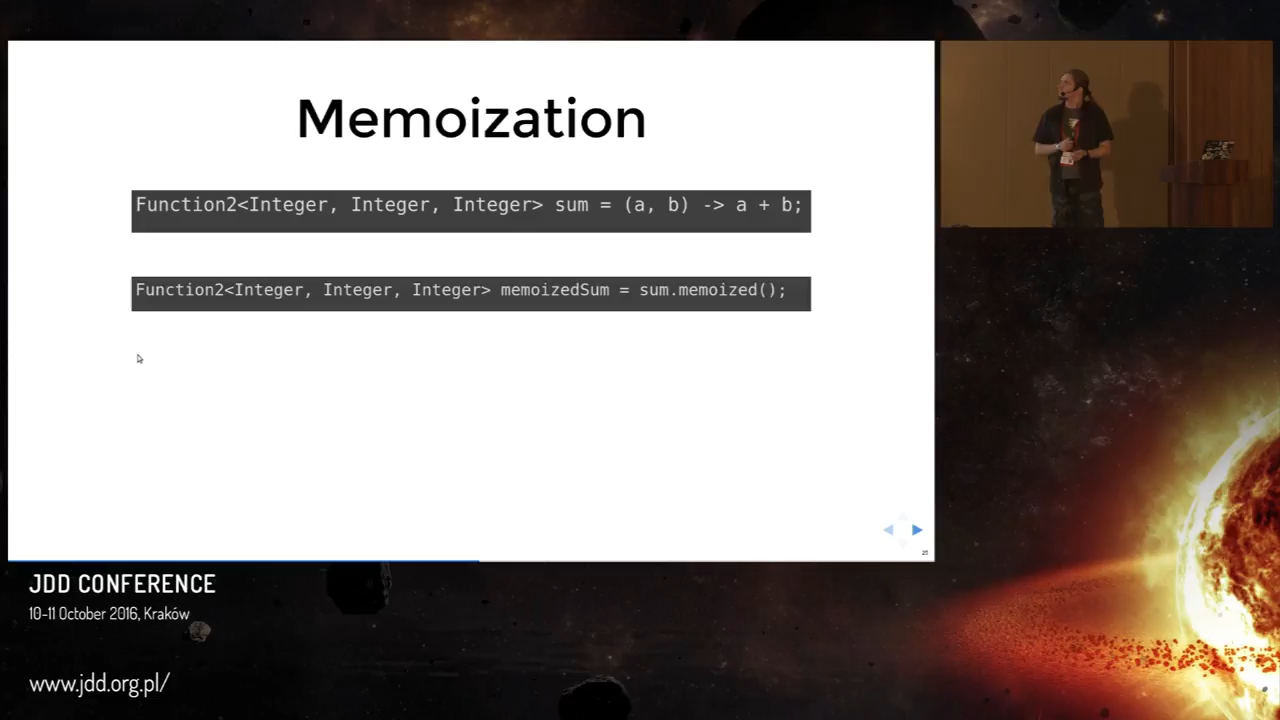 Memoization
Function2<Integer, Integer, Integer> sum = (a, b) -> a + b;
Function2<Integer, Integer, Integer> memoizedSum = sum.memoized();
JDD CONFERENCE
10-11 October 2016, Kraków
www.jdd.org.pl/